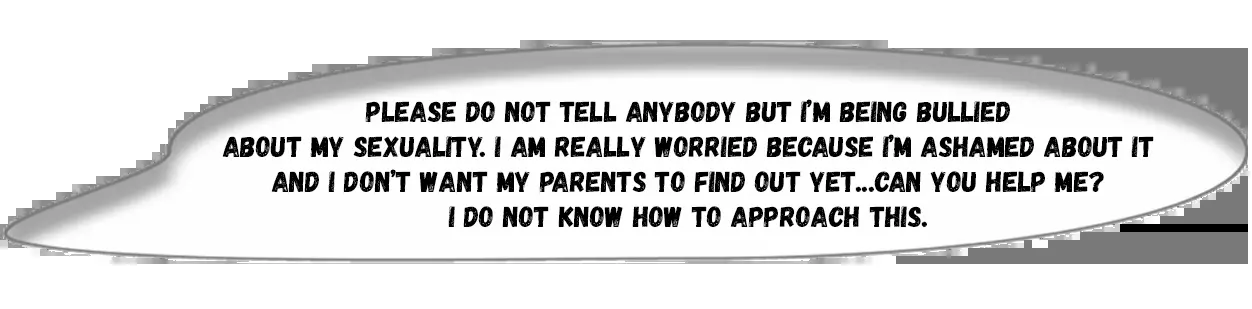 PLEASE DO NOT TELL ANYBODY BUT I'M BEING BULLIED
ABOUT MY SEXUALITY. I AM REALLY WORRIED BECAUSE I'M ASHAMED ABOUT IT
AND I DON'T WANT MY PARENTS TO FIND OUT YET...CAN YOU HELP ME?
I DO NOT KNOW HOW TO APPROACH THIS.